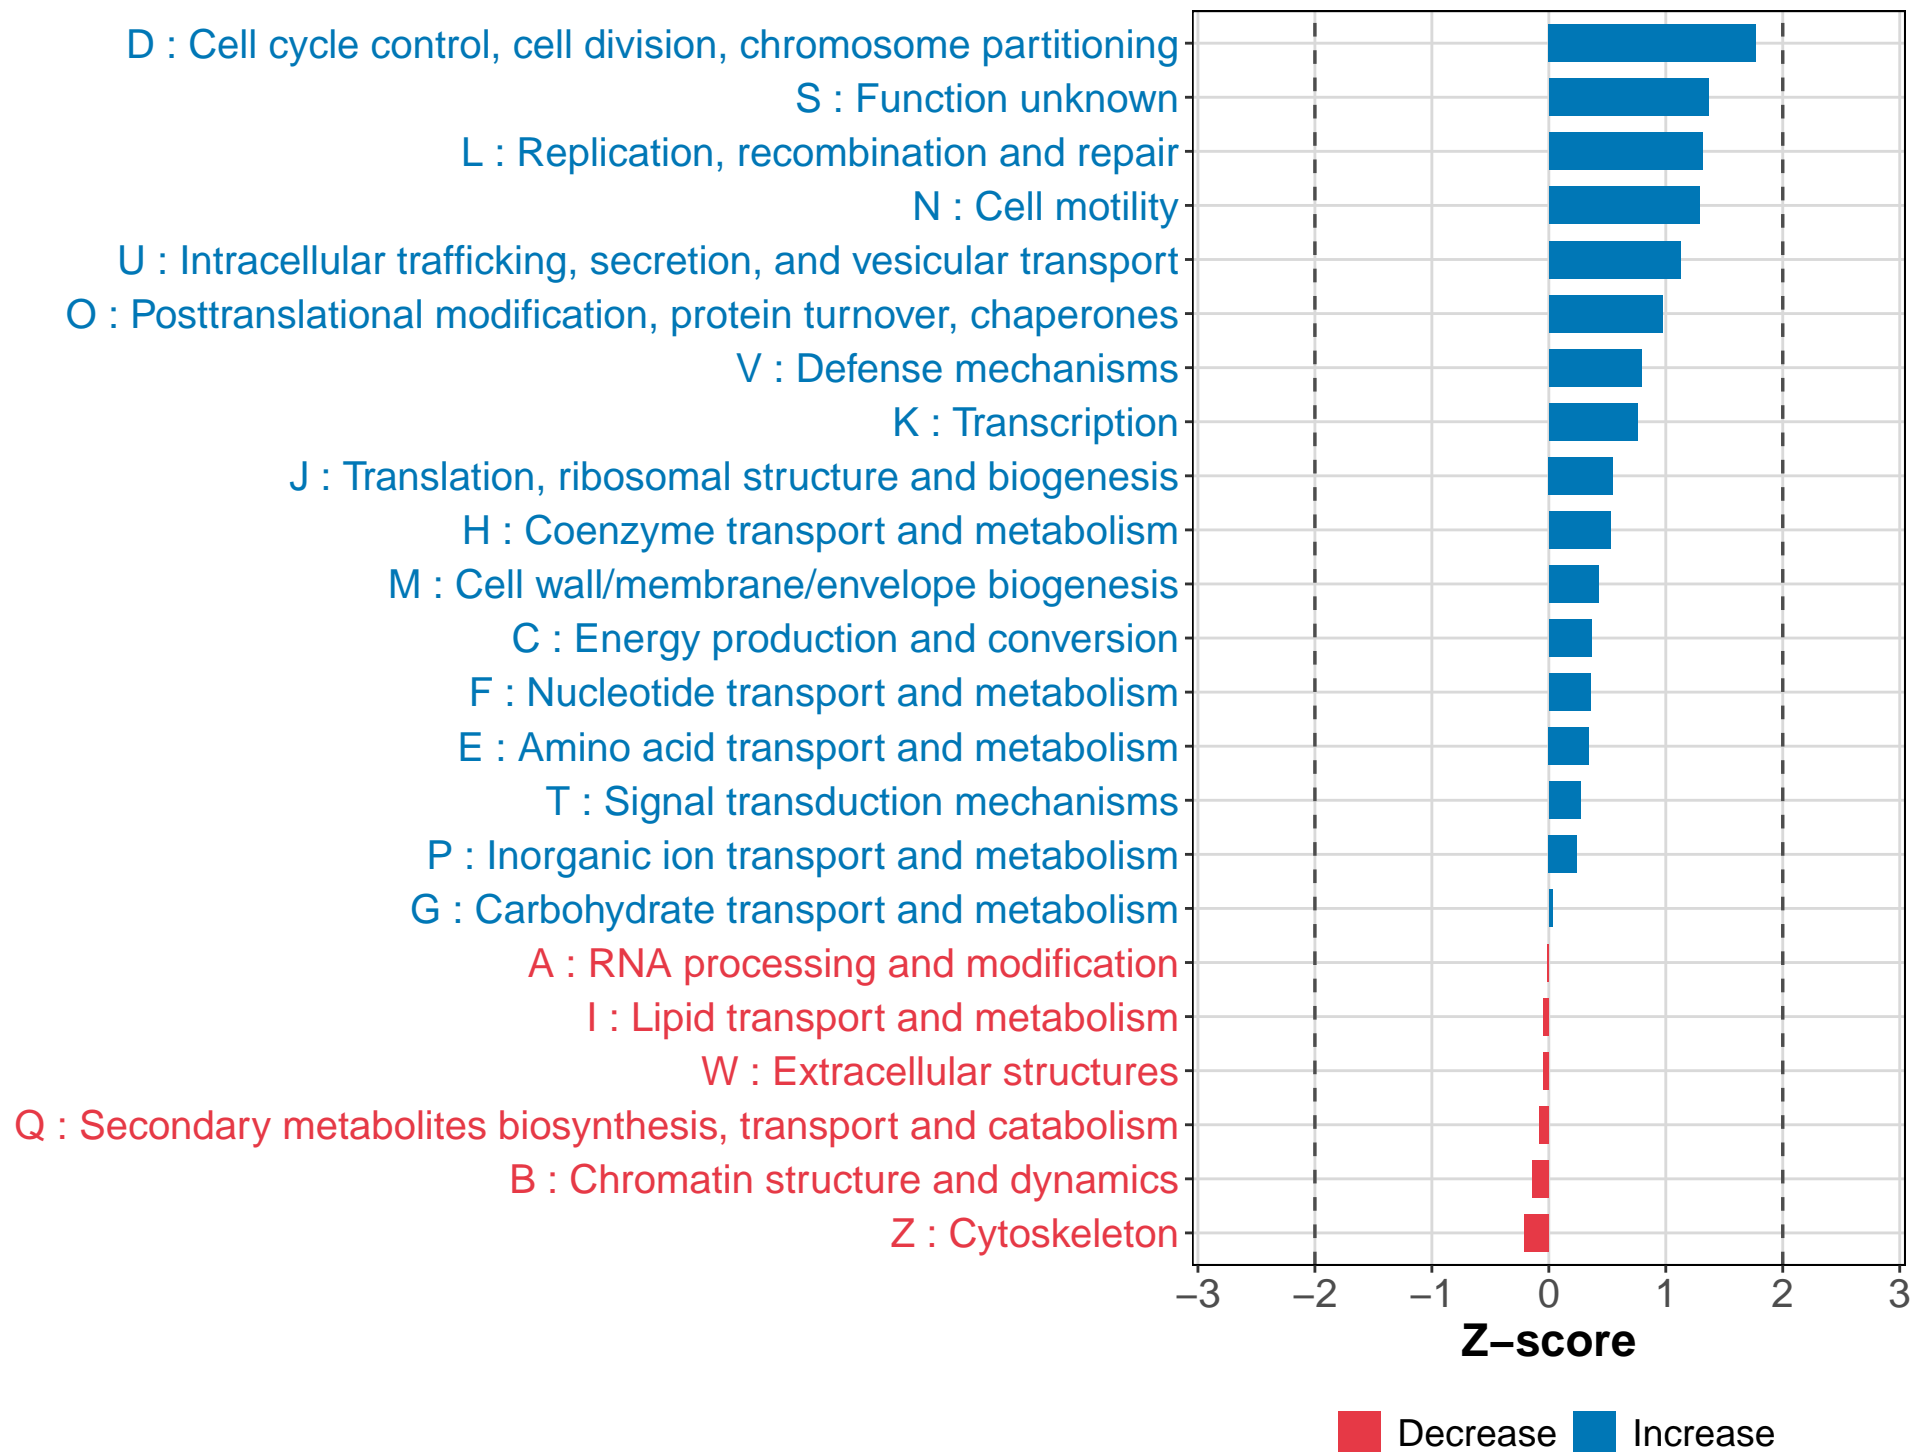 D : Cell cycle control, cell division, chromosome partitioning
S : Function unknown
L : Replication, recombination and repair
N : Cell motility
U : Intracellular trafficking, secretion, and vesicular transport
O : Posttranslational modification, protein turnover, chaperones
V : Defense mechanisms
K : Transcription
J : Translation, ribosomal structure and biogenesis
H : Coenzyme transport and metabolism
M : Cell wall/membrane/envelope biogenesis
C : Energy production and conversion
F : Nucleotide transport and metabolism
E : Amino acid transport and metabolism
T : Signal transduction mechanisms
P : Inorganic ion transport and metabolism
G : Carbohydrate transport and metabolism
A : RNA processing and modification
I : Lipid transport and metabolism
W : Extracellular structures
Q : Secondary metabolites biosynthesis, transport and catabolism
B : Chromatin structure and dynamics
Z : Cytoskeleton
−3 −2 −1 0 1 2 3
Z−score
Decrease Increase